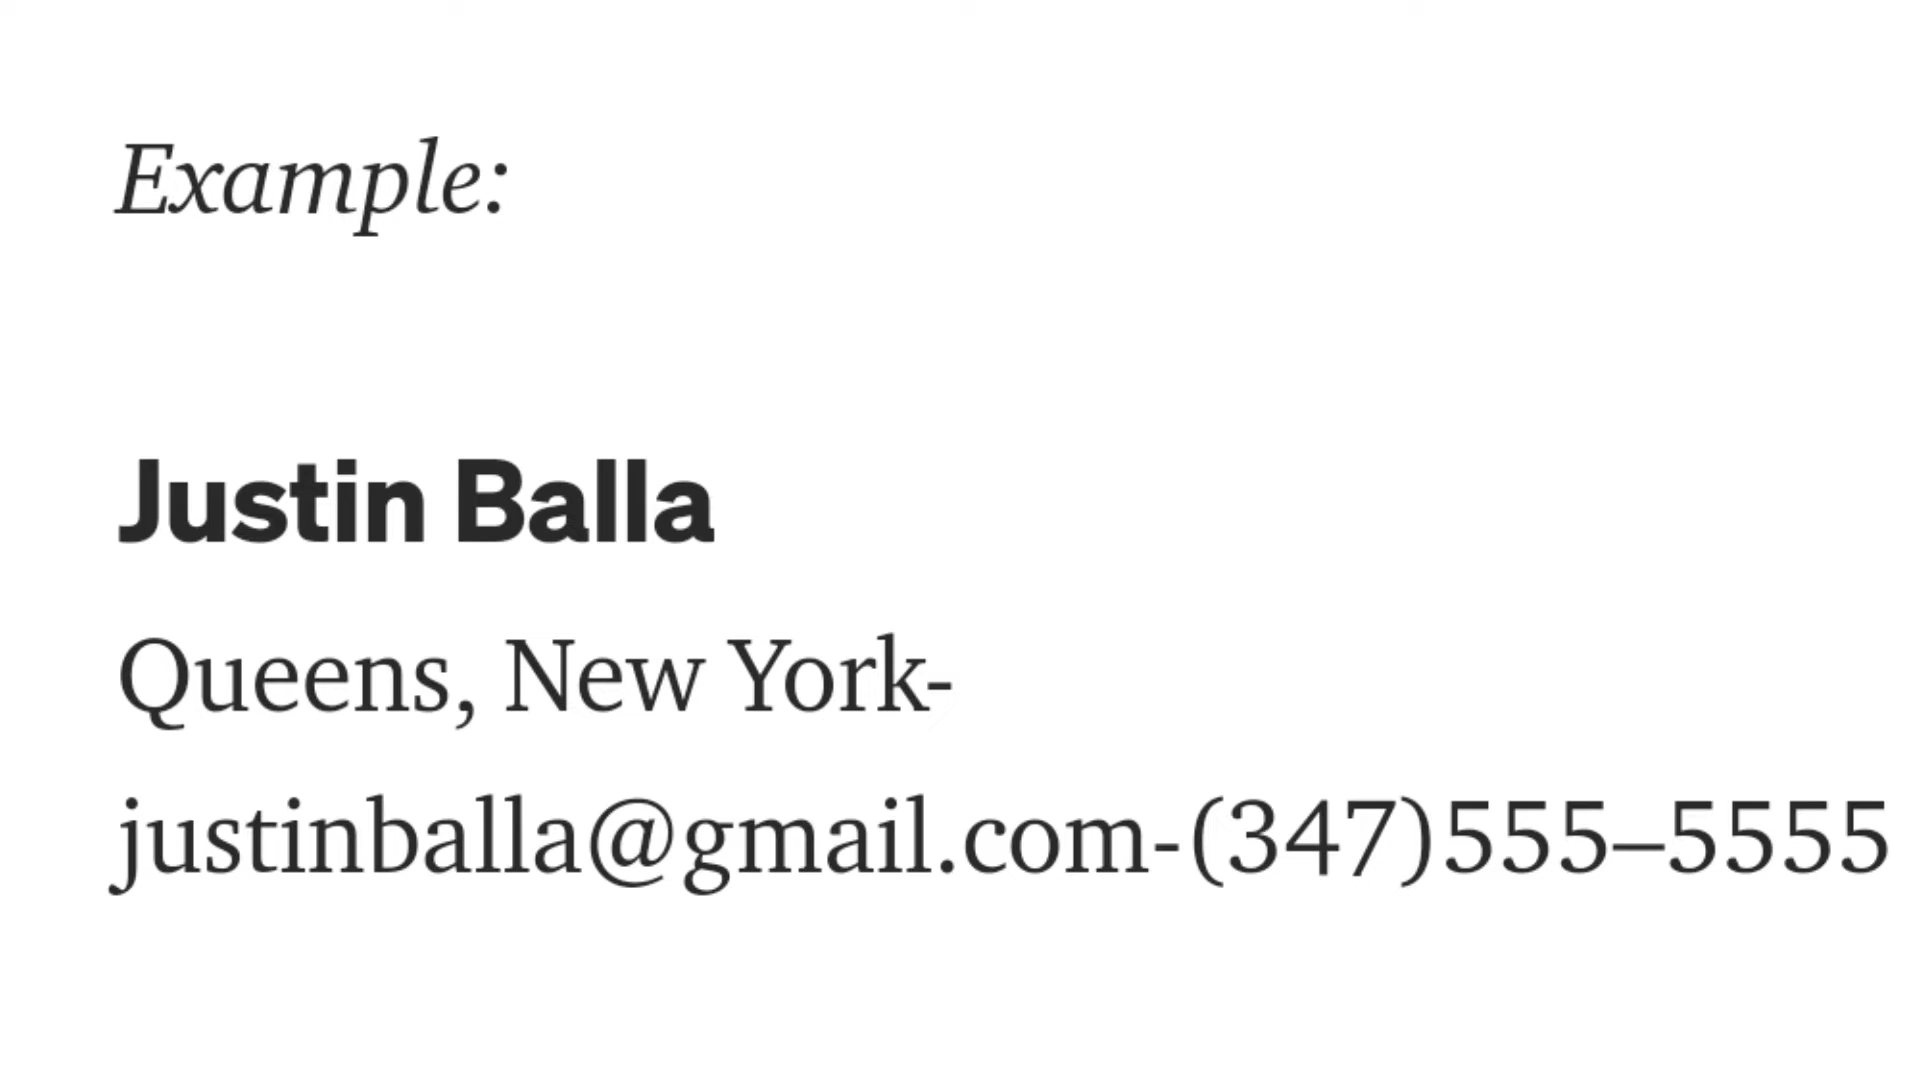 Example:
Justin Balla
Queens, New York-
justinballa@gmail.com-(347)555–5555